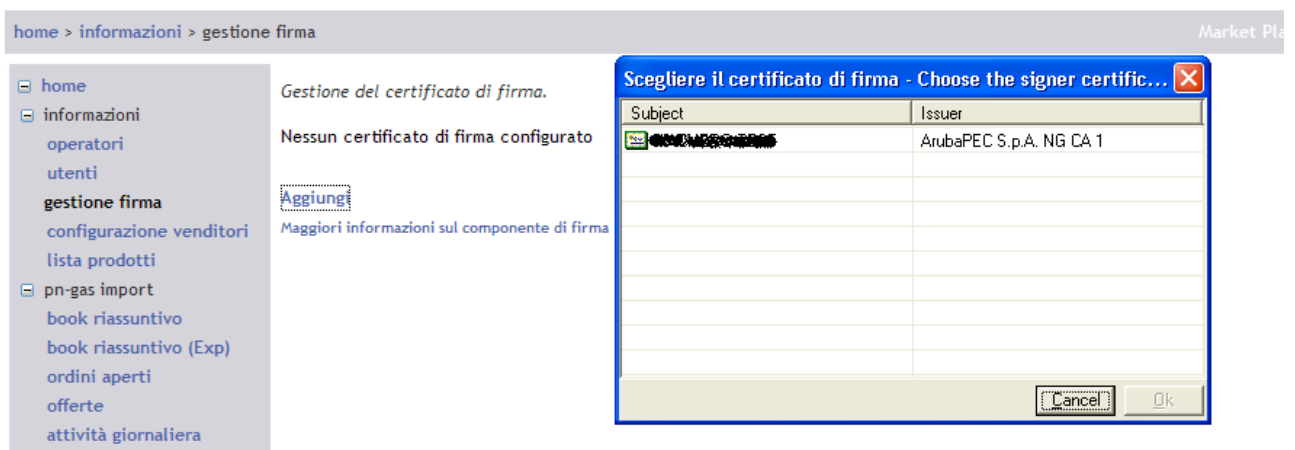 home > informazioni > gestione firma
Market Pla
home
informazioni
operatori
utenti
gestione firma
configurazione venditori
lista prodotti
pn-gas import
book riassuntivo
book riassuntivo (Exp)
ordini aperti
offerte
attività giornaliera
Gestione del certificato di firma.
Nessun certificato di firma configurato
Aggiungi
Maggiori informazioni sul componente di firma
Scegliere il certificato di firma - Choose the signer certific...
Subject Issuer
ArubaPEC S.p.A. NG CA 1
Cancel Ok